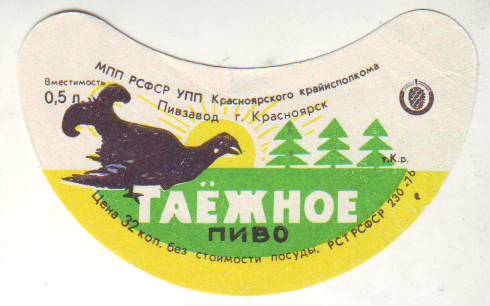 МПП РСФСР УПП Красноярского крайисполкома
Пивзавод г. Красноярск
Вместимость
0,5 л.
т.К.р.
ТАЁЖНОЕ
ПИВО
Цена 32 коп. без стоимости посуды, РСТ РСФСР 230-76